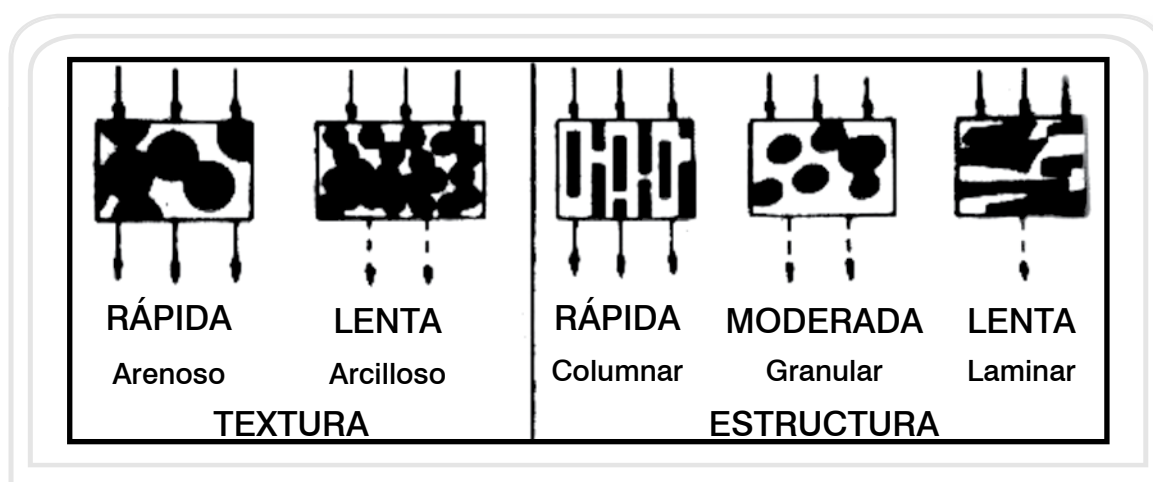 RÁPIDA LENTA RÁPIDA MODERADA LENTA
Arenoso Arcilloso Columnar Granular Laminar
TEXTURA ESTRUCTURA